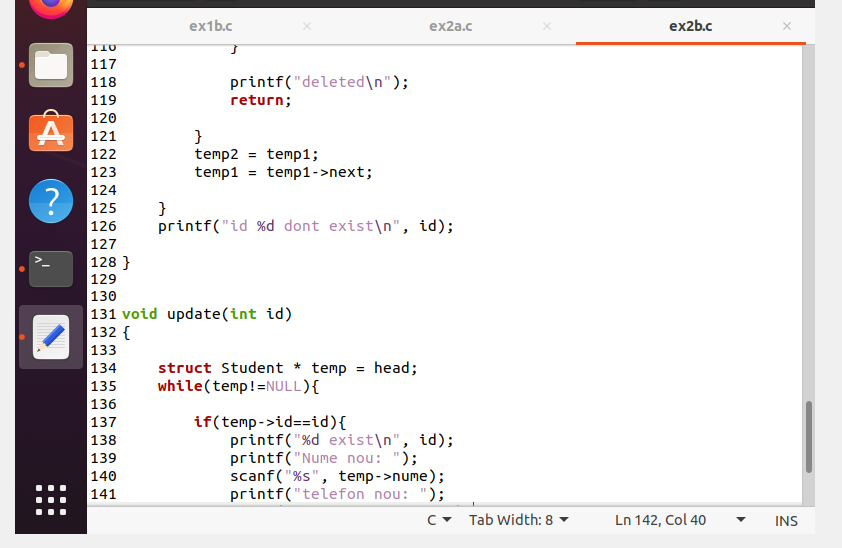 ex1b.c × ex2a.c × ex2b.c ×
116 }
117
118 printf("deleted\n");
119 return;
120
121 }
122 temp2 = temp1;
123 temp1 = temp1->next;
124
125 }
126 printf("id %d dont exist\n", id);
127
128 }
129
130
131 void update(int id)
132 {
133
134 struct Student * temp = head;
135 while(temp!=NULL){
136
137 if(temp->id==id){
138 printf("%d exist\n", id);
139 printf("Nume nou: ");
140 scanf("%s", temp->nume);
141 printf("telefon nou: ");
C Tab Width: 8 Ln 142, Col 40 INS